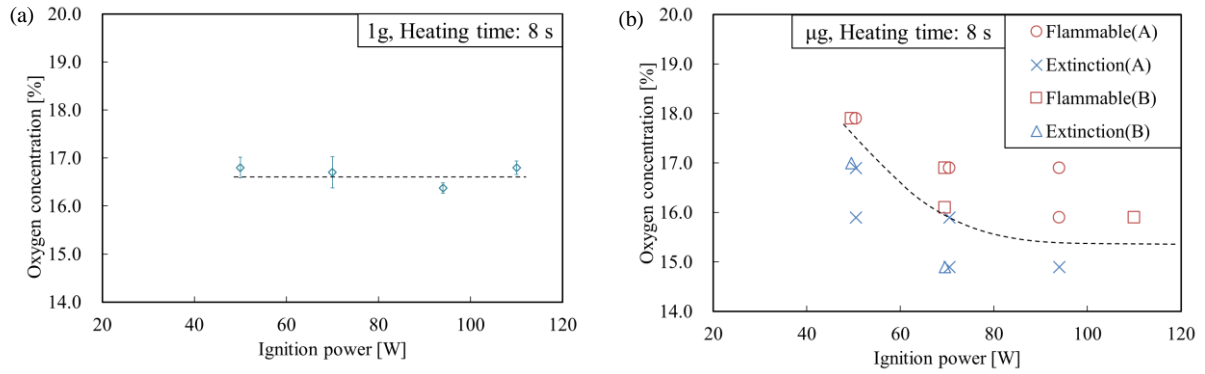 (a)
1g, Heating time: 8 s
Oxygen concentration [%]
20.0
19.0
18.0
17.0
16.0
15.0
14.0
20 40 60 80 100 120
Ignition power [W]
(b)
μg, Heating time: 8 s
Flammable(A)
Extinction(A)
Flammable(B)
Extinction(B)
Oxygen concentration [%]
20.0
19.0
18.0
17.0
16.0
15.0
14.0
20 40 60 80 100 120
Ignition power [W]